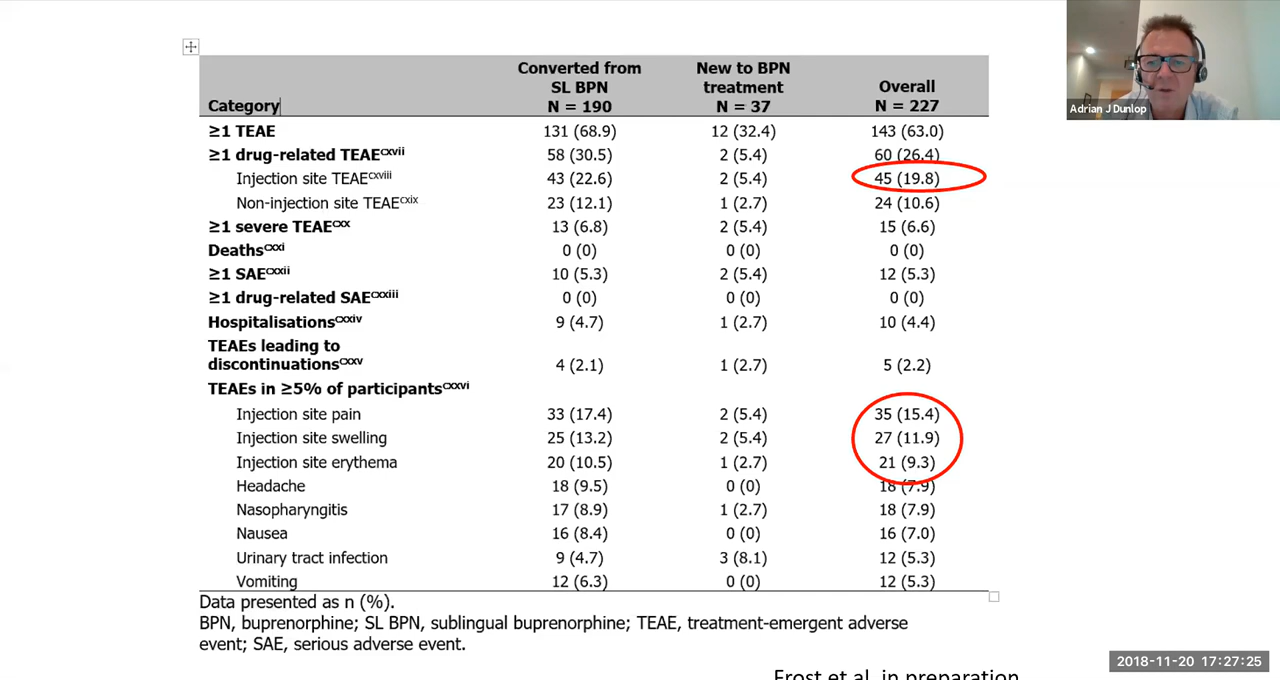 Converted from SL BPN N = 190 New to BPN treatment N = 37 Overall N = 227
Category
≥1 TEAE 131 (68.9) 12 (32.4) 143 (63.0)
≥1 drug-related TEAEcxvii 58 (30.5) 2 (5.4) 60 (26.4)
Injection site TEAEcxviii 43 (22.6) 2 (5.4) 45 (19.8)
Non-injection site TEAEcxix 23 (12.1) 1 (2.7) 24 (10.6)
≥1 severe TEAEcxx 13 (6.8) 2 (5.4) 15 (6.6)
Deathscxxi 0 (0) 0 (0) 0 (0)
≥1 SAEcxxii 10 (5.3) 2 (5.4) 12 (5.3)
≥1 drug-related SAEcxxiii 0 (0) 0 (0) 0 (0)
Hospitalisationscxxiv 9 (4.7) 1 (2.7) 10 (4.4)
TEAEs leading to
discontinuationscxxv 4 (2.1) 1 (2.7) 5 (2.2)
TEAEs in ≥5% of participantscxxvi
Injection site pain 33 (17.4) 2 (5.4) 35 (15.4)
Injection site swelling 25 (13.2) 2 (5.4) 27 (11.9)
Injection site erythema 20 (10.5) 1 (2.7) 21 (9.3)
Headache 18 (9.5) 0 (0) 18 (7.9)
Nasopharyngitis 17 (8.9) 1 (2.7) 18 (7.9)
Nausea 16 (8.4) 0 (0) 16 (7.0)
Urinary tract infection 9 (4.7) 3 (8.1) 12 (5.3)
Vomiting 12 (6.3) 0 (0) 12 (5.3)
Data presented as n (%).
BPN, buprenorphine; SL BPN, sublingual buprenorphine; TEAE, treatment-emergent adverse
event; SAE, serious adverse event.
Frost et al, in preparation
Adrian J Dunlop
2018-11-20 17:27:25